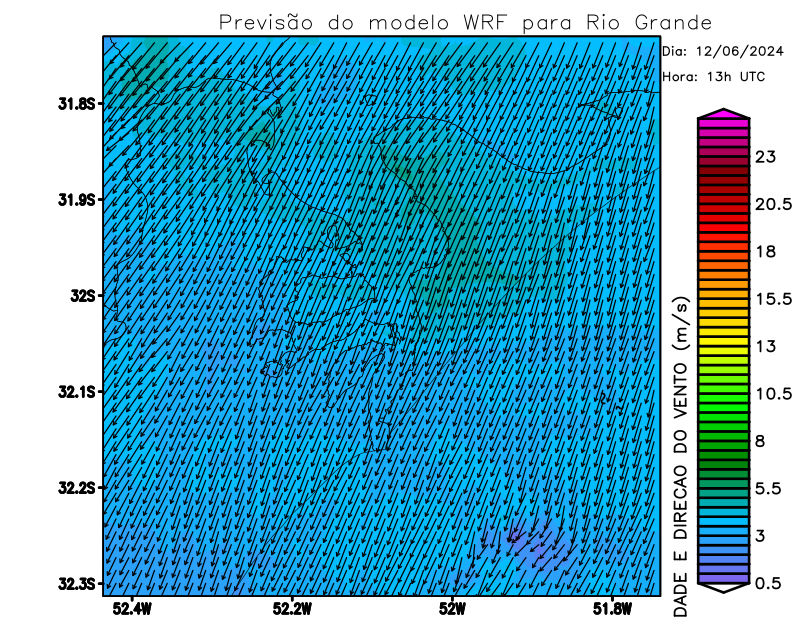 Previsão do modelo WRF para Rio Grande
Dia: 12/06/2024
Hora: 13h UTC
31.8S
31.9S
32S
32.1S
32.2S
32.3S
52.4W
52.2W
52W
51.8W
23
20.5
18
15.5
13
10.5
8
5.5
3
0.5
DADE E DIRECAO DO VENTO (m/s)